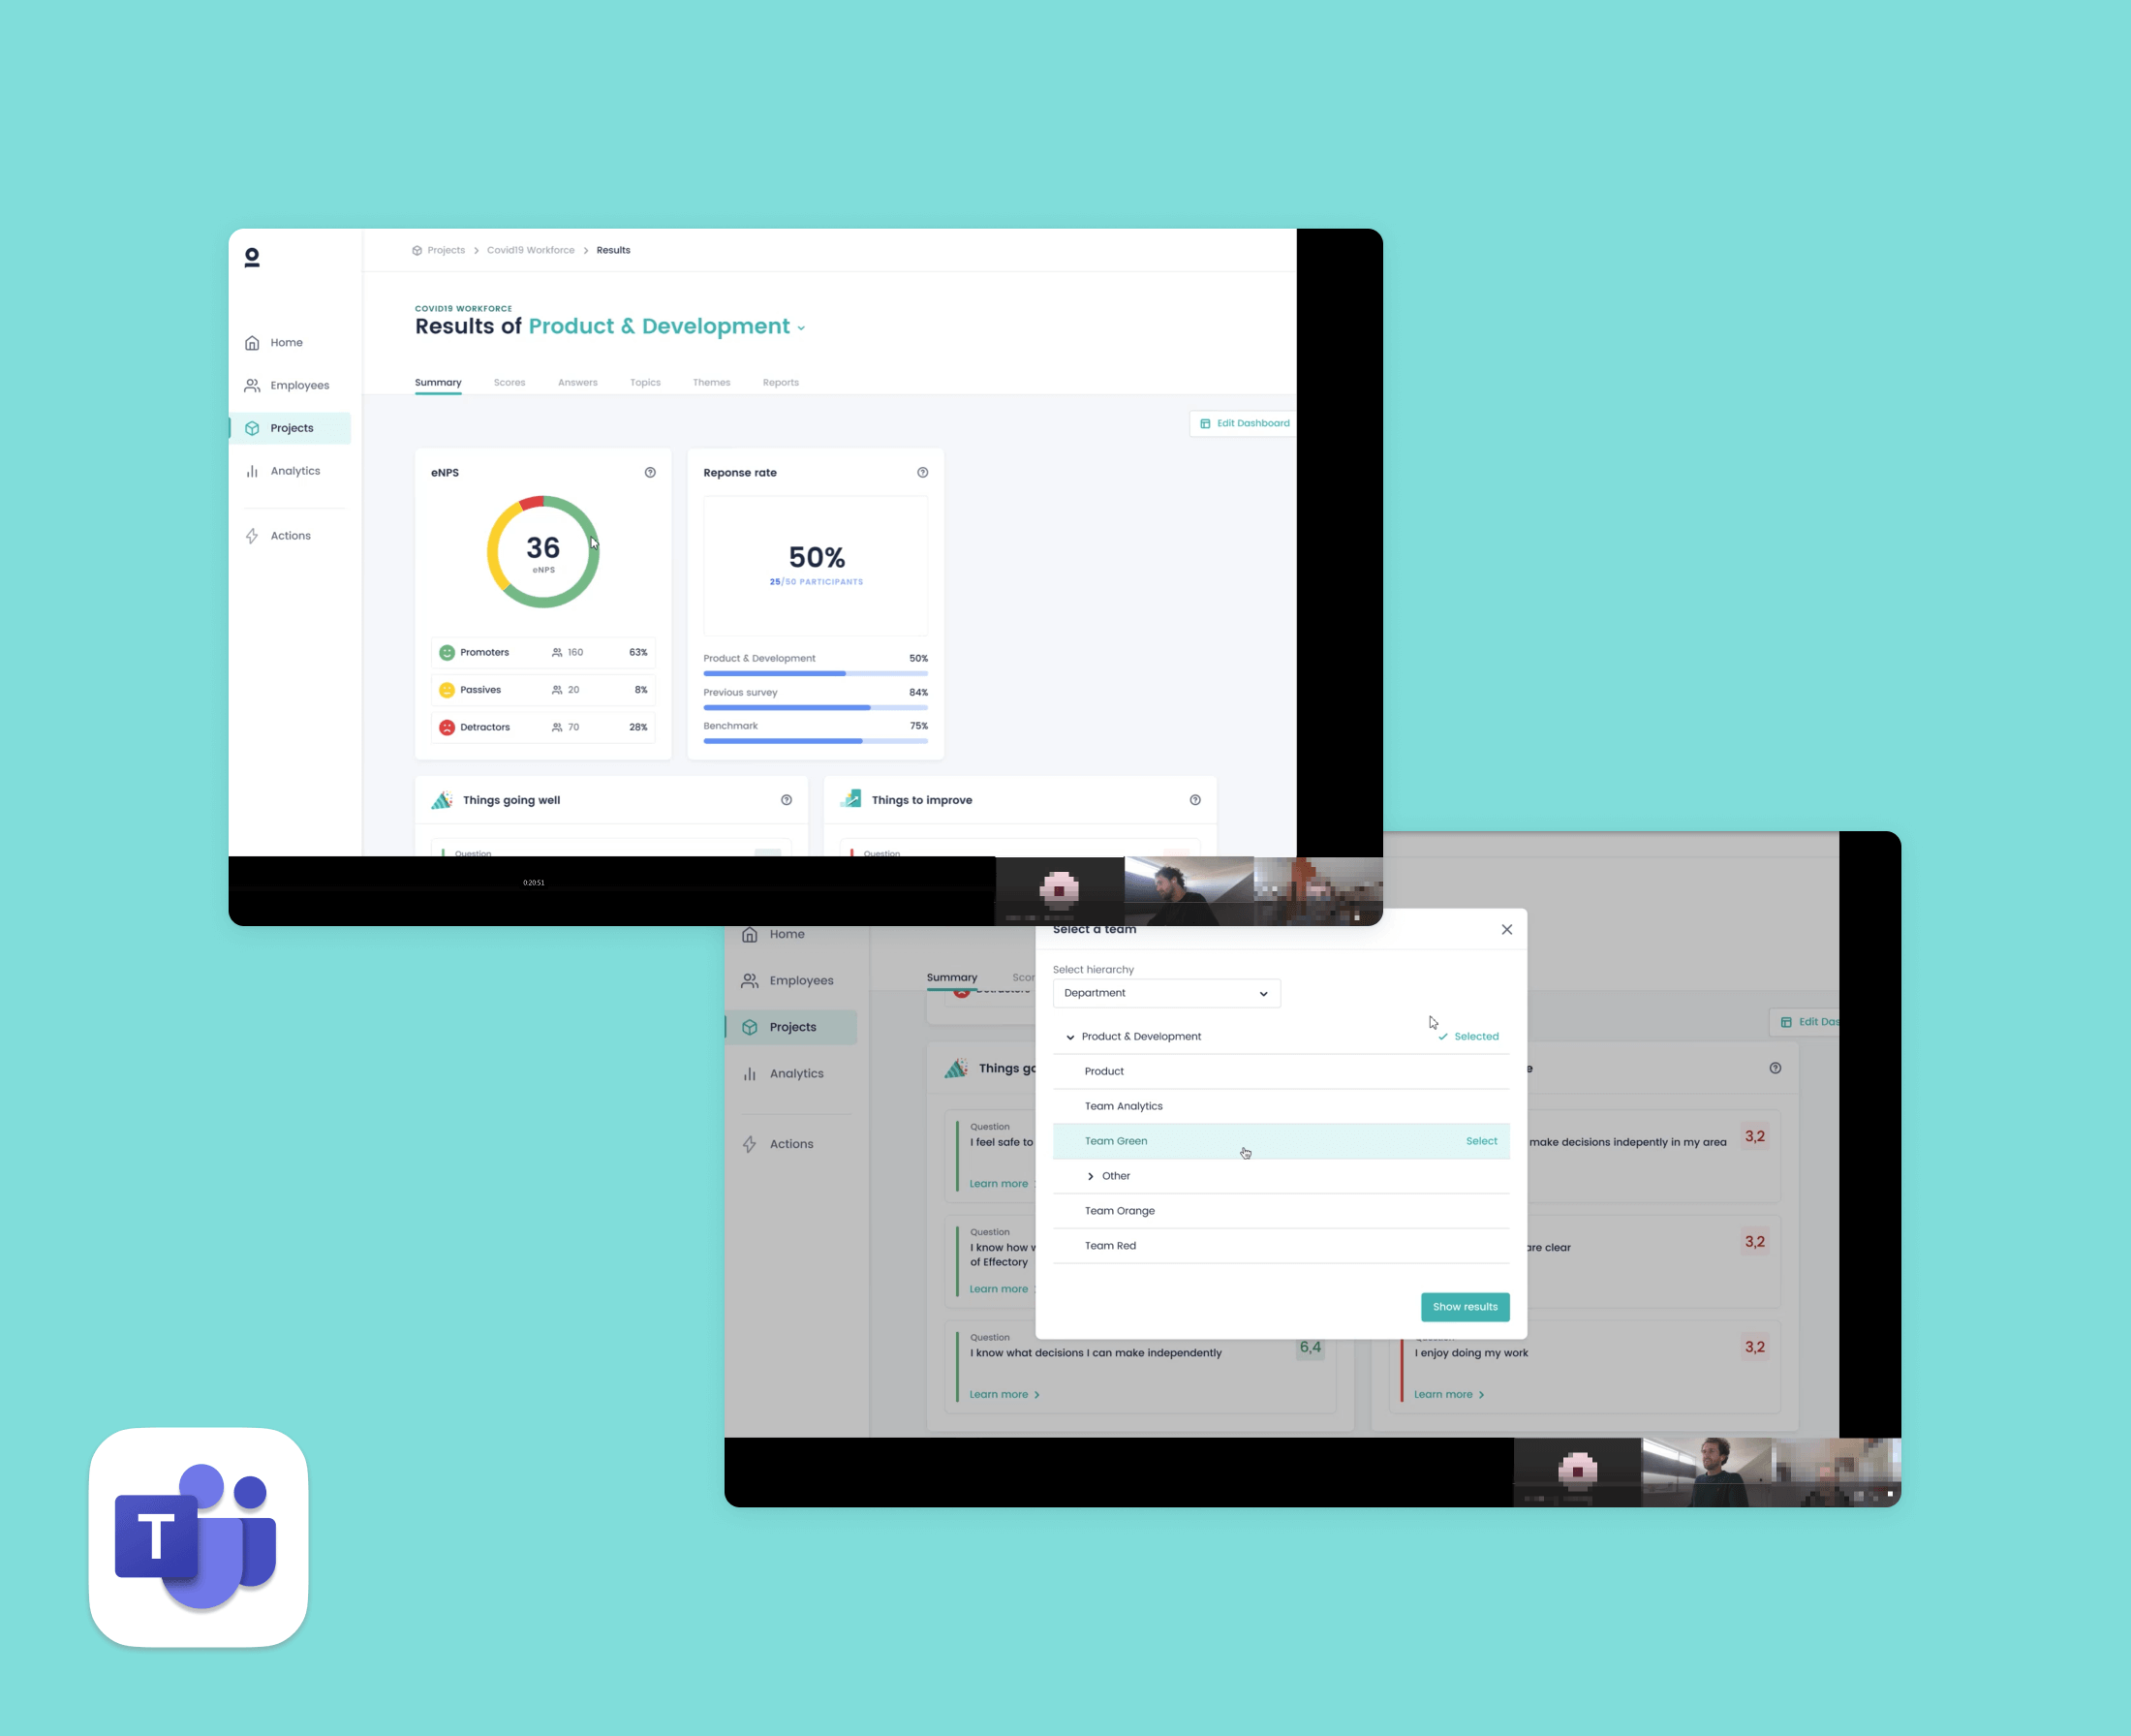 Projects > Covid19 Workforce > Results
COVID19 WORKFORCE
Results of Product & Development
Home
Employees
Projects
Analytics
Actions
Summary Scores Answers Topics Themes Reports
Edit Dashboard
eNPS
36
eNPS
Promoters 160 63%
Passives 20 8%
Detractors 70 28%
Reponse rate
50%
25/50 PARTICIPANTS
Product & Development 50%
Previous survey 84%
Benchmark 75%
Things going well
Question
Things to improve
Question
0:20:51
Home
Employees
Projects
Analytics
Actions
Summary Scor
Edit Das
Select a team
Select hierarchy
Department
Product & Development Selected
Product
Team Analytics
Team Green Select
Other
Team Orange
Team Red
Show results
Things go
Question
I feel safe to
Learn more
Question
I know how w
of Effectory
Learn more
Question
I know what decisions I can make independently
6,4
Learn more >
e
make decisions indepently in my area
3,2
are clear
3,2
I enjoy doing my work
3,2
Learn more >
T